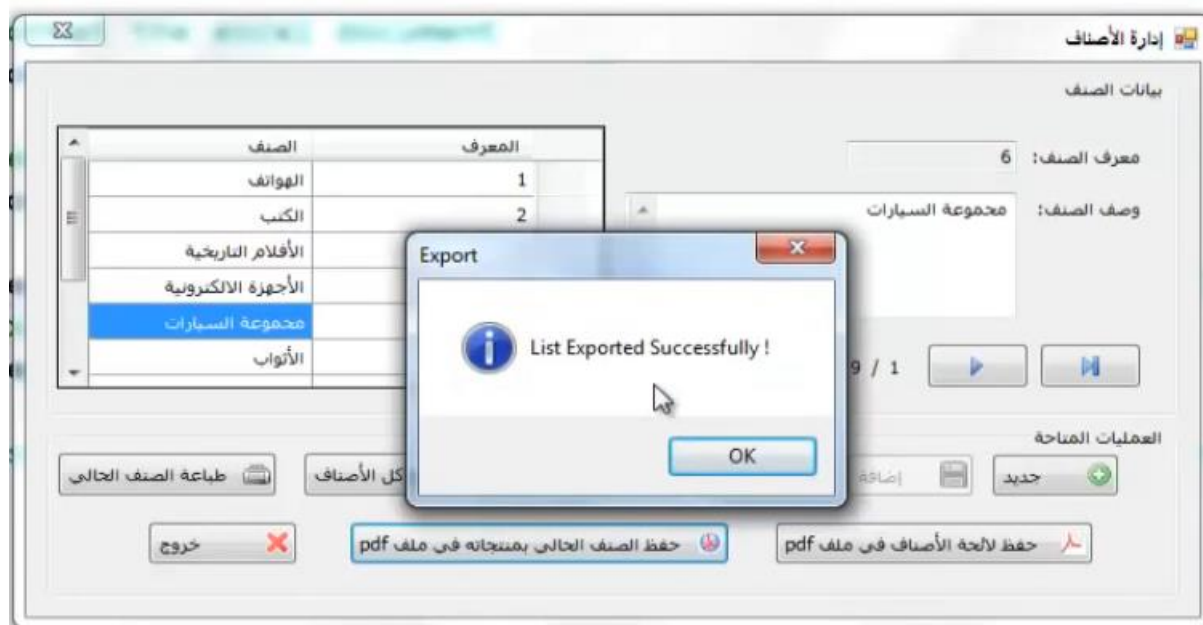 إدارة الأصناف
بيانات الصنف
معرف الصنف: 6
وصف الصنف: محموعة السيارات
المعرف الصنف
1 الهواتف
2 الكتب
الأفلام التاريخية
الأجهزة الالكترونية
محموعة السيارات
الأثواب
Export
List Exported Successfully !
OK
9 / 1
العمليات المتاحة
جديد
إضافة
كل الأصناف
طباعة الصنف الحالي
حفظ لائحة الأصناف في ملف pdf
حفظ الصنف الحالي بمنتجاته في ملف pdf
خروج